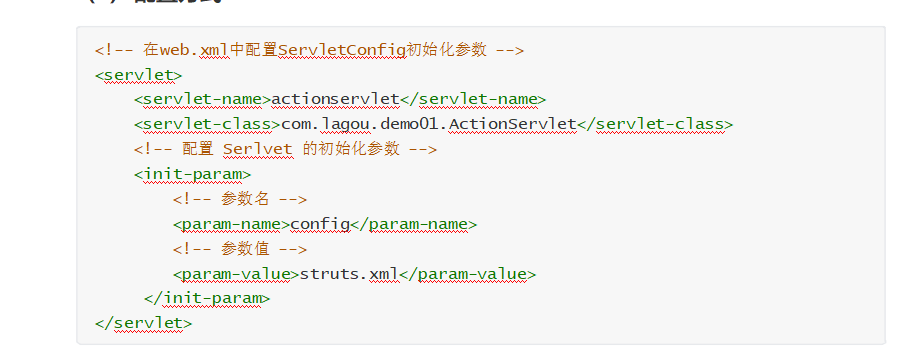 <!-- 在web.xml中配置ServletConfig初始化参数 -->
<servlet>
    <servlet-name>actionservlet</servlet-name>
    <servlet-class>com.lagou.demo01.ActionServlet</servlet-class>
    <!-- 配置 Serlvet 的初始化参数 -->
    <init-param>
        <!-- 参数名 -->
        <param-name>config</param-name>
        <!-- 参数值 -->
        <param-value>struts.xml</param-value>
     </init-param>
</servlet>